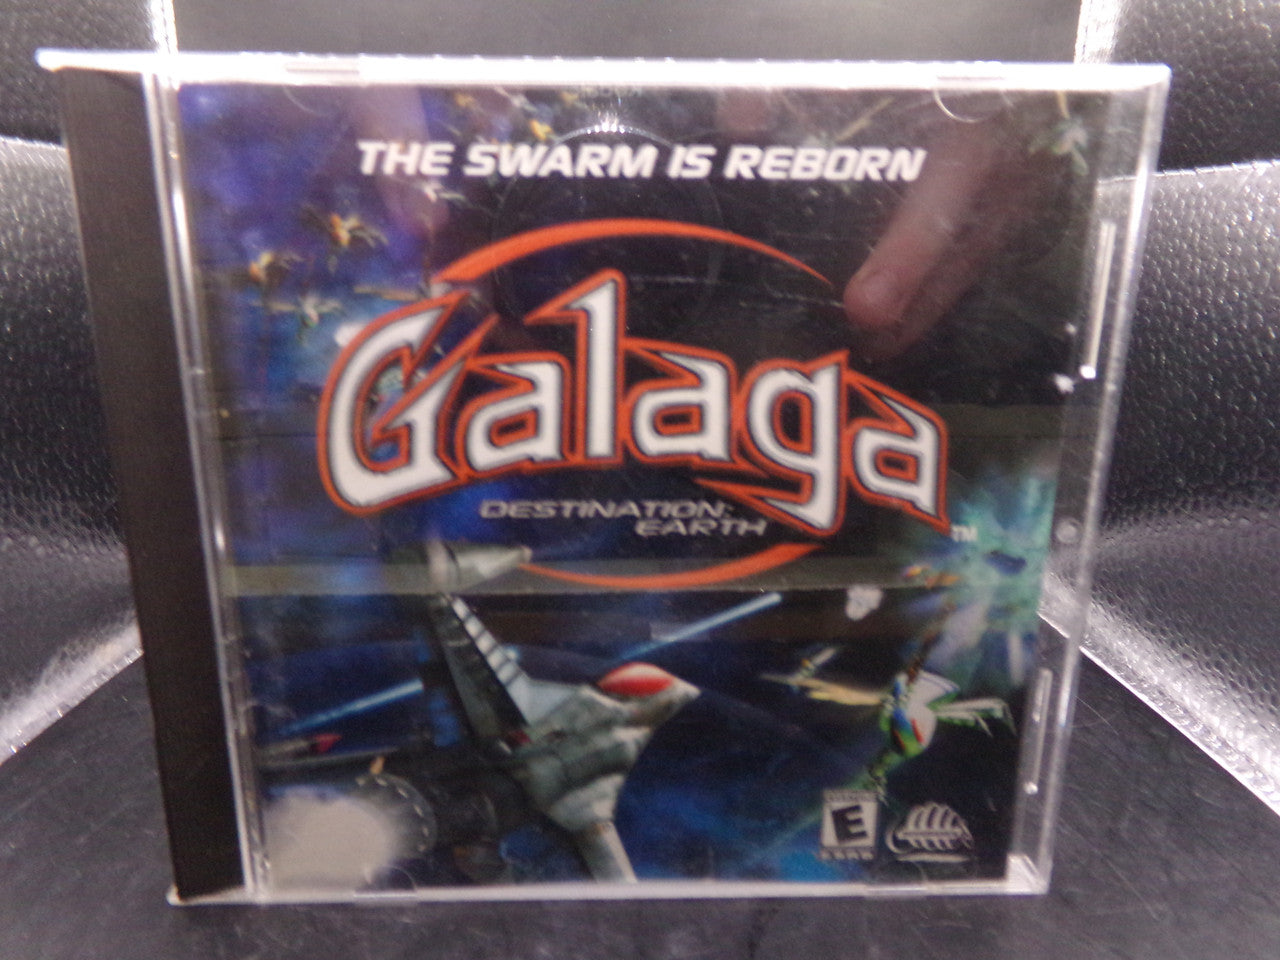 THE SWARM IS REBORN
Galaga
DESTINATION:
EARTH
TM
E